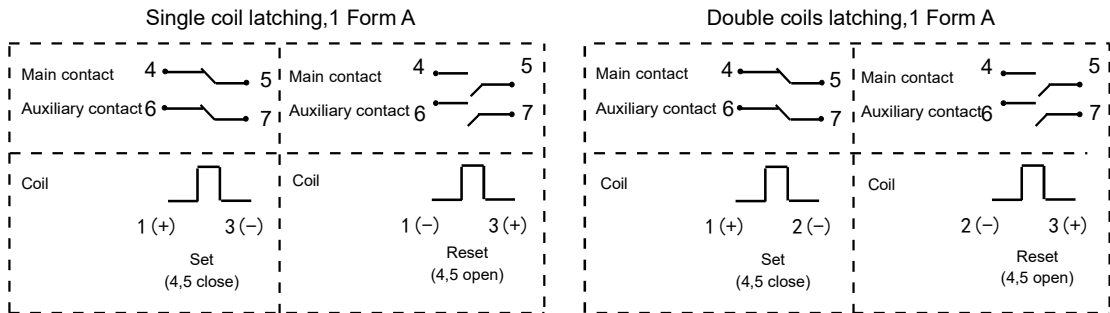 Single coil latching,1 Form A
Main contact 4 5
Auxiliary contact 6 7
Main contact 4 5
Auxiliary contact 6 7
Coil
1 (+) 3 (−)
Set
(4,5 close)
Coil
1 (−) 3 (+)
Reset
(4,5 open)
Double coils latching,1 Form A
Main contact 4 5
Auxiliary contact 6 7
Main contact 4 5
Auxiliary contact 6 7
Coil
1 (+) 2 (−)
Set
(4,5 close)
Coil
2 (−) 3 (+)
Reset
(4,5 open)